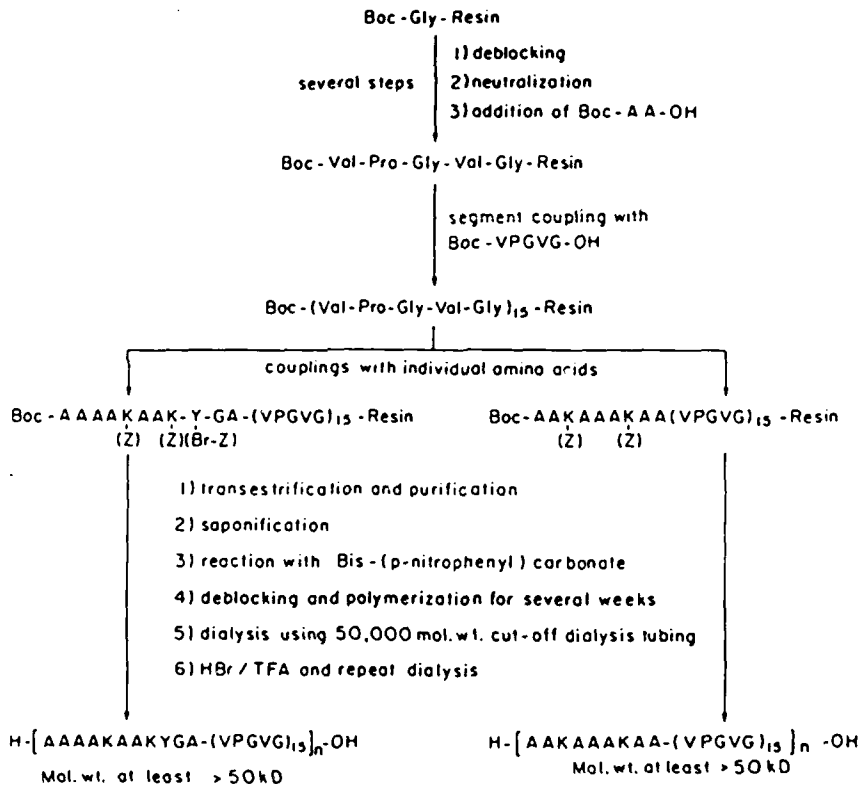 Boc-Gly-Resin
1) deblocking
several steps 2) neutralization
3) addition of Boc-AA-OH
Boc-Val-Pro-Gly-Val-Gly-Resin
segment coupling with
Boc-VPGVG-OH
Boc-(Val-Pro-Gly-Val-Gly)15-Resin
couplings with individual amino acids
Boc-AAAAKAAK-Y-GA-(VPGVG)15-Resin
(Z) (Z)(Br-Z)
Boc-AAKAAAKAA(VPGVG)15-Resin
(Z) (Z)
1) transestrification and purification
2) saponification
3) reaction with Bis-(p-nitrophenyl) carbonate
4) deblocking and polymerization for several weeks
5) dialysis using 50,000 mol. wt. cut-off dialysis tubing
6) HBr/TFA and repeat dialysis
H-[AAAAKAAKYGA-(VPGVG)15]n-OH
Mol. wt. at least > 50kD
H-[AAKAAAKAA-(VPGVG)15]n-OH
Mol. wt. at least > 50kD